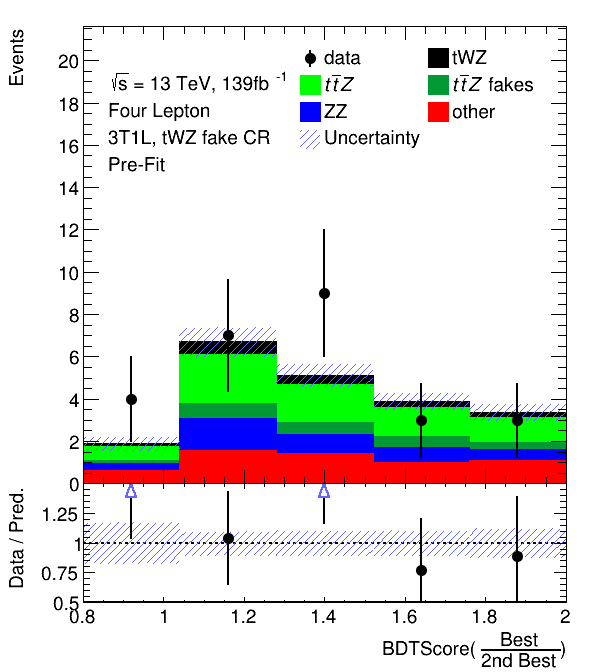 Events
20
18
16
14
12
10
8
6
4
2
0
√s = 13 TeV, 139fb⁻¹
Four Lepton
3T1L, tWZ fake CR
Pre-Fit
data
tt̄Z
ZZ
Uncertainty
tWZ
tt̄Z fakes
other
Data / Pred.
1.25
1
0.75
0.5
0.8 1 1.2 1.4 1.6 1.8 2
BDTScore(Best/2nd Best)